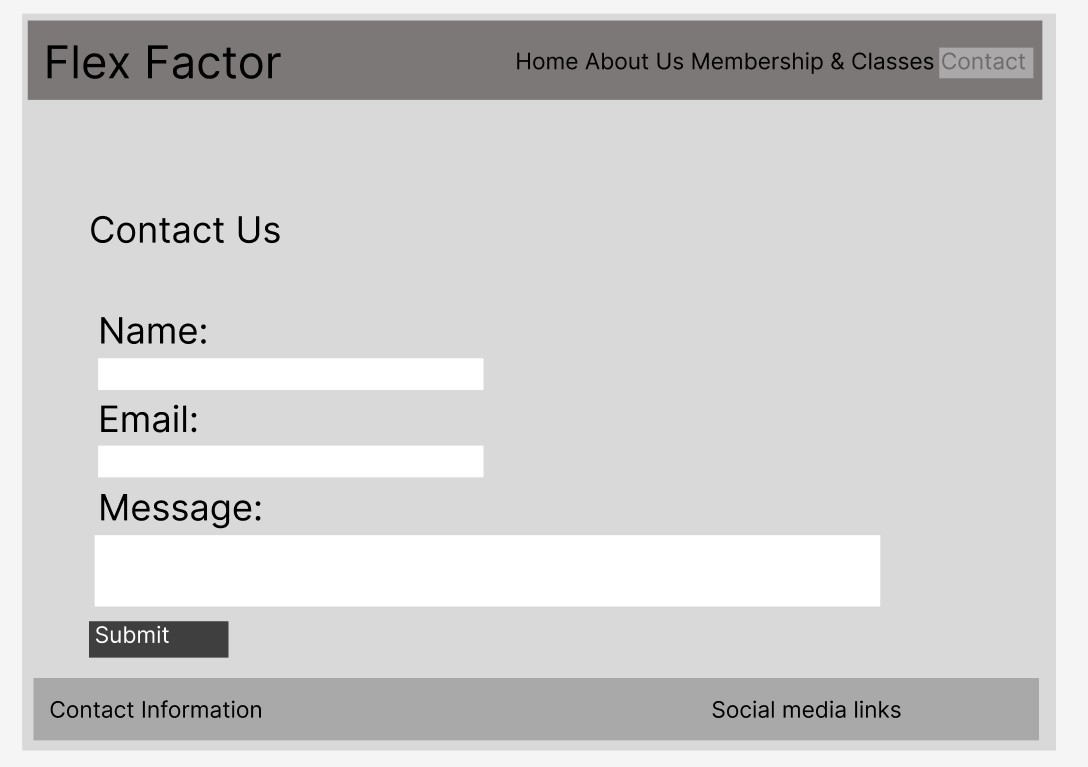 Flex Factor
Home About Us Membership & Classes Contact
Contact Us
Name:
Email:
Message:
Submit
Contact Information
Social media links